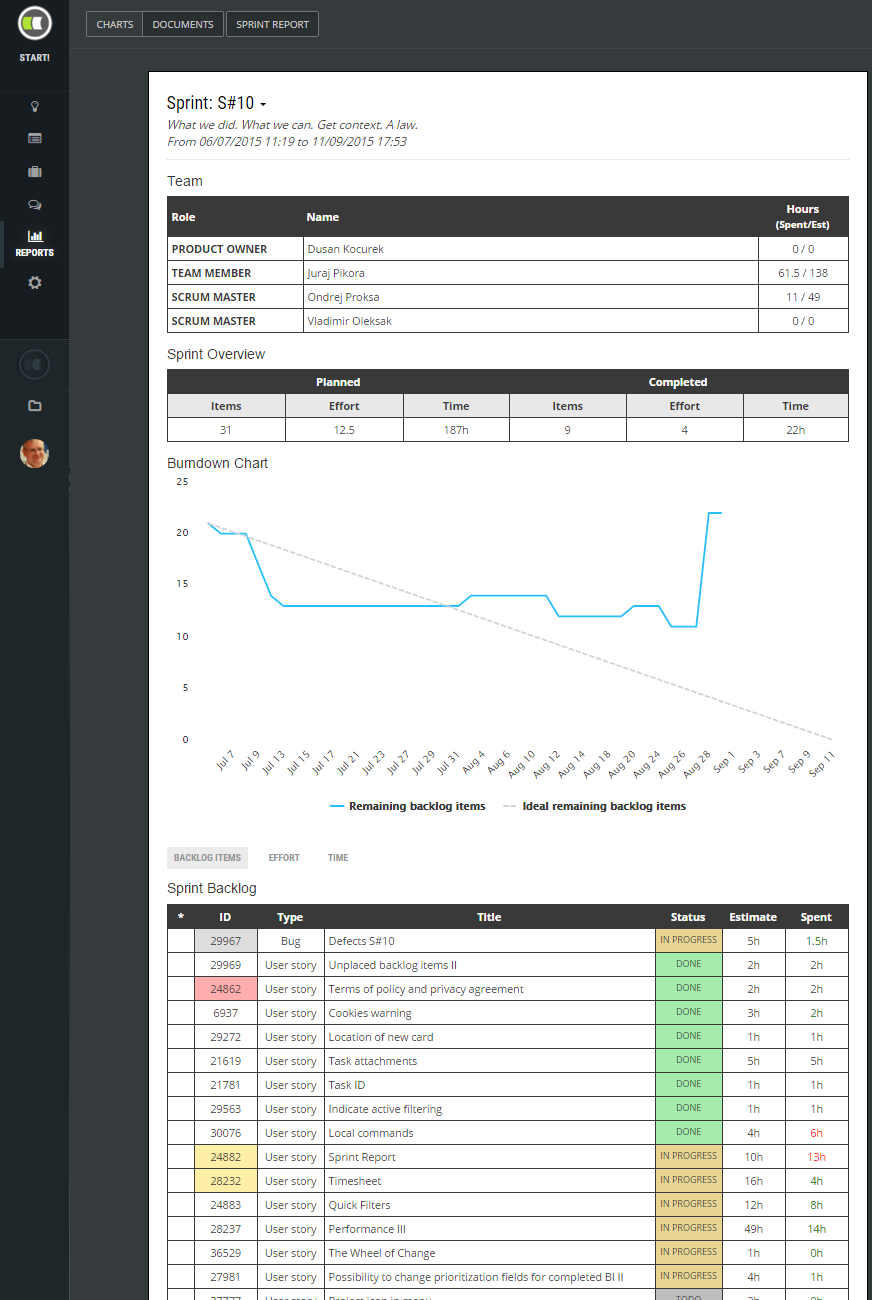 CHARTS DOCUMENTS SPRINT REPORT
START!
REPORTS
Sprint: S#10
What we did. What we can. Get context. A law.
From 06/07/2015 11:19 to 11/09/2015 17:53
Team
Role Name Hours (Spent/Est)
PRODUCT OWNER Dusan Kocurek 0 / 0
TEAM MEMBER Juraj Pikora 61.5 / 138
SCRUM MASTER Ondrej Proksa 11 / 49
SCRUM MASTER Vladimir Oleksak 0 / 0
Sprint Overview
Planned Completed
Items Effort Time Items Effort Time
31 12.5 187h 9 4 22h
Burndown Chart
25
20
15
10
5
0
Jul 7 Jul 9 Jul 13 Jul 15 Jul 17 Jul 21 Jul 23 Jul 27 Jul 29 Jul 31 Aug 4 Aug 6 Aug 10 Aug 12 Aug 14 Aug 18 Aug 20 Aug 24 Aug 26 Aug 28 Sep 1 Sep 3 Sep 7 Sep 9 Sep 11
Remaining backlog items Ideal remaining backlog items
BACKLOG ITEMS EFFORT TIME
Sprint Backlog
* ID Type Title Status Estimate Spent
29967 Bug Defects S#10 IN PROGRESS 5h 1.5h
29969 User story Unplaced backlog items II DONE 2h 2h
24862 User story Terms of policy and privacy agreement DONE 2h 2h
6937 User story Cookies warning DONE 3h 2h
29272 User story Location of new card DONE 1h 1h
21619 User story Task attachments DONE 5h 5h
21781 User story Task ID DONE 1h 1h
29563 User story Indicate active filtering DONE 1h 1h
30076 User story Local commands DONE 4h 6h
24882 User story Sprint Report IN PROGRESS 10h 13h
28232 User story Timesheet IN PROGRESS 16h 4h
24883 User story Quick Filters IN PROGRESS 12h 8h
28237 User story Performance III IN PROGRESS 49h 14h
36529 User story The Wheel of Change IN PROGRESS 1h 0h
27981 User story Possibility to change prioritization fields for completed BI II IN PROGRESS 4h 1h
User story Project icon in menu TODO